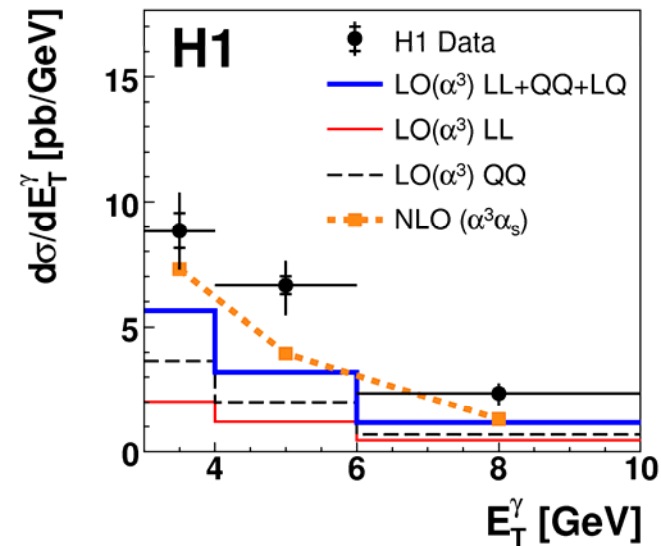 H1
H1 Data
LO(α³) LL+QQ+LQ
LO(α³) LL
LO(α³) QQ
NLO (α³αₛ)
dσ/dE_T^γ [pb/GeV]
15
10
5
0
4 6 8 10
E_T^γ [GeV]